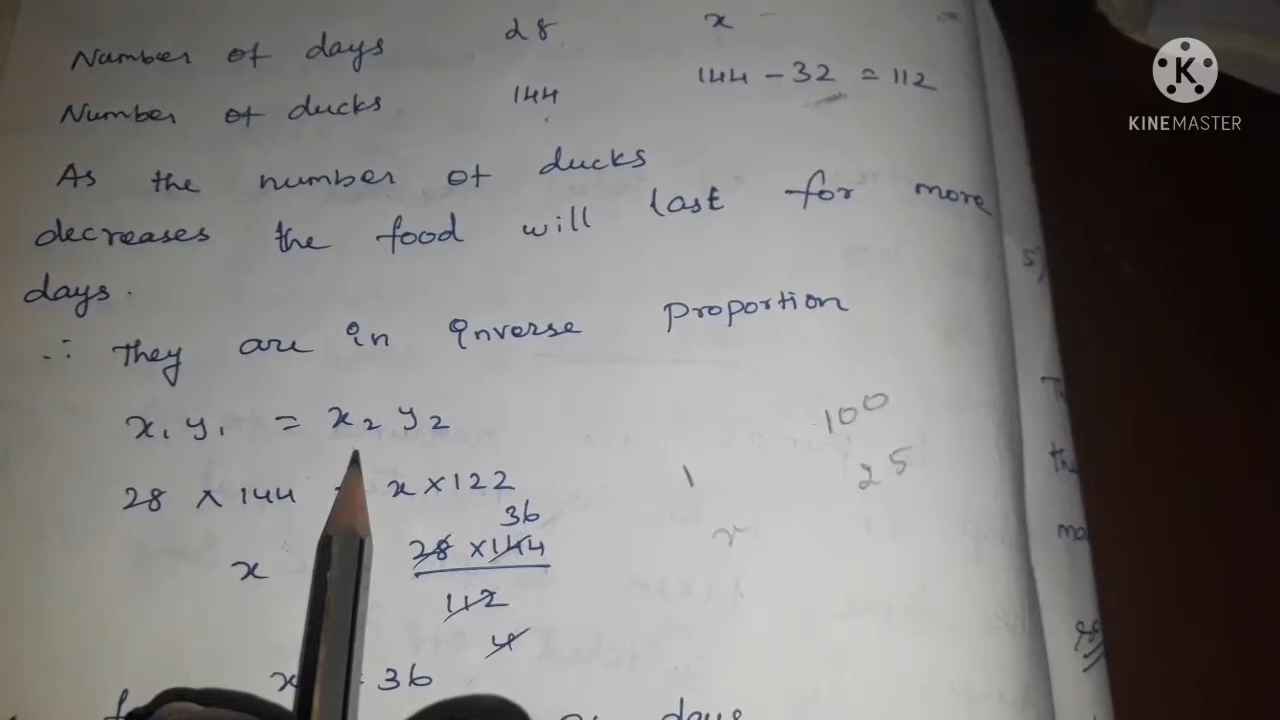 Number of days 28 x
Number of ducks 144 144 - 32 = 112
KINEMASTER
As the number of ducks
decreases the food will last for more
days.
∴ They are in inverse proportion
x₁ y₁ = x₂ y₂
100
28 × 144 x × 122
1
25
36
x 28 × 144
112
4
x 36
days